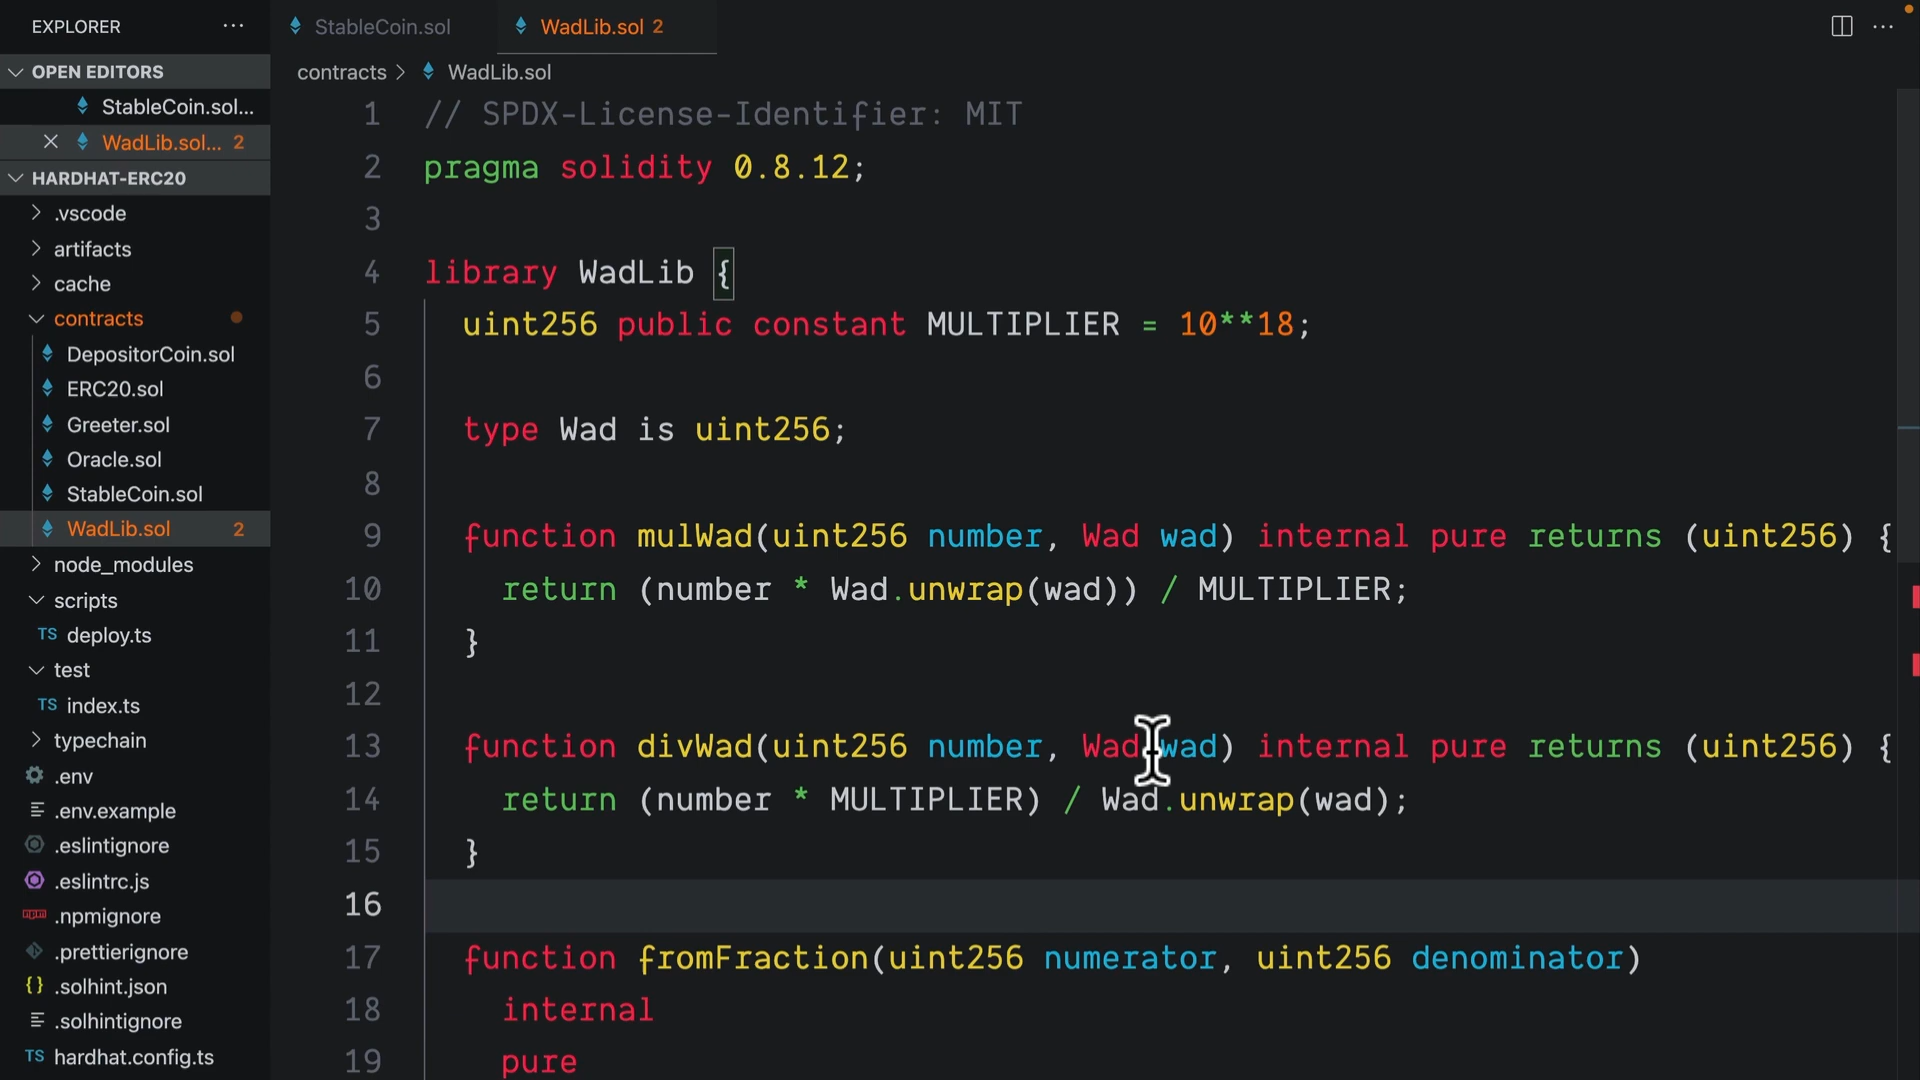 EXPLORER
OPEN EDITORS
StableCoin.sol...
WadLib.sol... 2
HARDHAT-ERC20
.vscode
artifacts
cache
contracts
DepositorCoin.sol
ERC20.sol
Greeter.sol
Oracle.sol
StableCoin.sol
WadLib.sol 2
node_modules
scripts
TS deploy.ts
test
TS index.ts
typechain
.env
.env.example
.eslintignore
.eslintrc.js
npm .npmignore
.prettierignore
{} .solhint.json
.solhintignore
TS hardhat.config.ts
StableCoin.sol
WadLib.sol 2
contracts > WadLib.sol
1 // SPDX-License-Identifier: MIT
2 pragma solidity 0.8.12;
3
4 library WadLib {
5 uint256 public constant MULTIPLIER = 10**18;
6
7 type Wad is uint256;
8
9 function mulWad(uint256 number, Wad wad) internal pure returns (uint256) {
10 return (number * Wad.unwrap(wad)) / MULTIPLIER;
11 }
12
13 function divWad(uint256 number, Wad wad) internal pure returns (uint256) {
14 return (number * MULTIPLIER) / Wad.unwrap(wad);
15 }
16
17 function fromFraction(uint256 numerator, uint256 denominator)
18 internal
19 pure